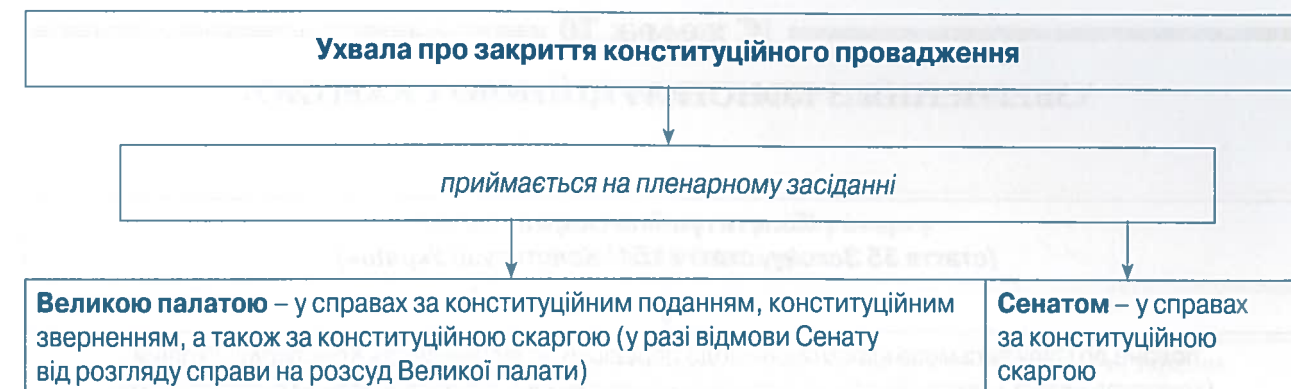 Ухвала про закриття конституційного провадження
приймається на пленарному засіданні
Великою палатою – у справах за конституційним поданням, конституційним
зверненням, а також за конституційною скаргою (у разі відмови Сенату
від розгляду справи на розсуд Великої палати)
Сенатом – у справах
за конституційною
скаргою